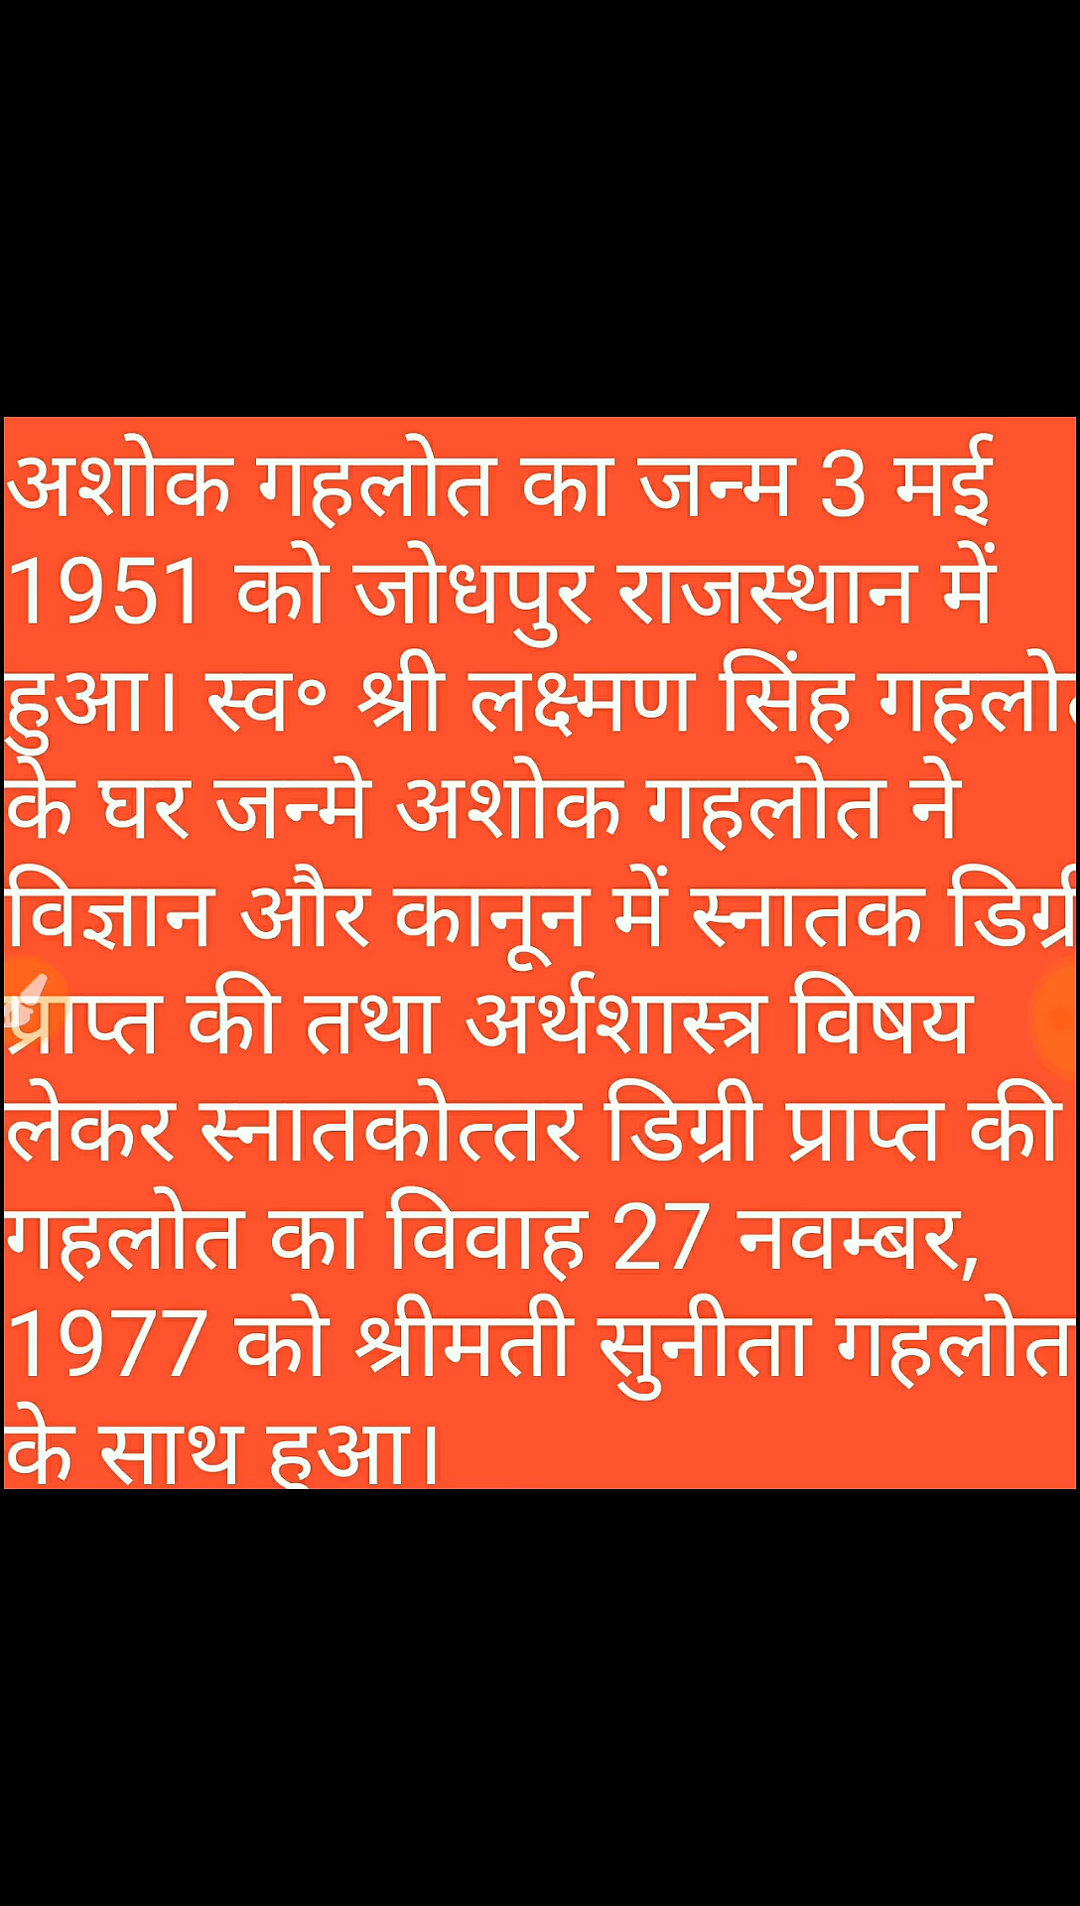 अशोक गहलोत का जन्म 3 मई
1951 को जोधपुर राजस्थान में
हुआ। स्व॰ श्री लक्ष्मण सिंह गहलोत
के घर जन्मे अशोक गहलोत ने
विज्ञान और कानून में स्नातक डिग्री
प्राप्त की तथा अर्थशास्त्र विषय
लेकर स्नातकोत्तर डिग्री प्राप्त की
गहलोत का विवाह 27 नवम्बर,
1977 को श्रीमती सुनीता गहलोत
के साथ हुआ।